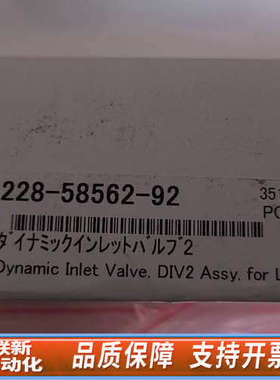 228-58562-92
351
PC
ﾀﾞｲﾅﾐｯｸｲﾝﾚｯﾄﾊﾞﾙﾌﾞ2
Dynamic Inlet Valve, DIV2 Assy. for L
联新
动化
品质保障 支持开票